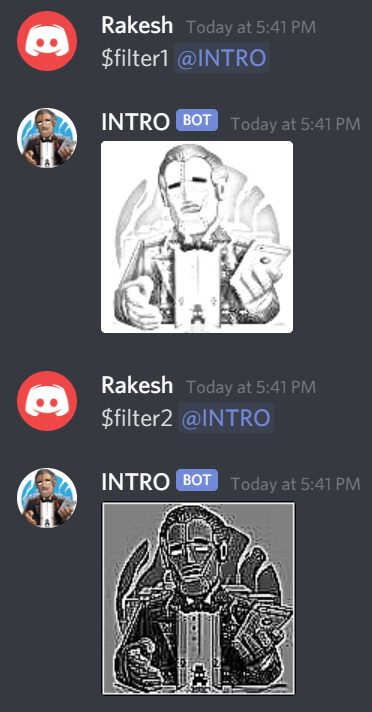 Rakesh Today at 5:41 PM
$filter1 @INTRO
INTRO BOT Today at 5:41 PM
Rakesh Today at 5:41 PM
$filter2 @INTRO
INTRO BOT Today at 5:41 PM